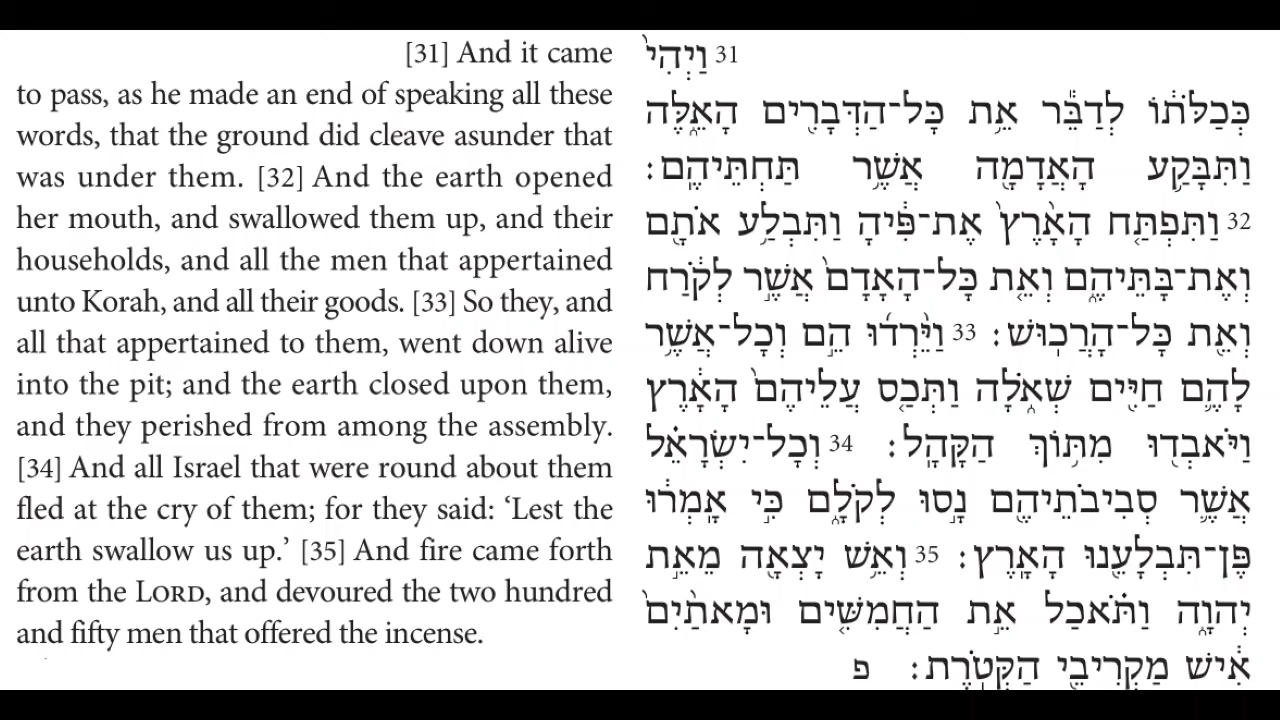 [31] And it came
to pass, as he made an end of speaking all these
words, that the ground did cleave asunder that
was under them. [32] And the earth opened
her mouth, and swallowed them up, and their
households, and all the men that appertained
unto Korah, and all their goods. [33] So they, and
all that appertained to them, went down alive
into the pit; and the earth closed upon them,
and they perished from among the assembly.
[34] And all Israel that were round about them
fled at the cry of them; for they said: ‘Lest the
earth swallow us up.’ [35] And fire came forth
from the LORD, and devoured the two hundred
and fifty men that offered the incense.
31 וַיְהִי֙
כְּכַלֹּת֔וֹ לְדַבֵּ֕ר אֵ֥ת כׇּל־הַדְּבָרִ֖ים הָאֵ֑לֶּה
וַתִּבָּקַ֥ע הָאֲדָמָ֖ה אֲשֶׁ֥ר תַּחְתֵּיהֶֽם׃
32 וַתִּפְתַּ֤ח הָאָ֙רֶץ֙ אֶת־פִּ֔יהָ וַתִּבְלַ֥ע אֹתָ֖ם
וְאֶת־בָּתֵּיהֶ֑ם וְאֵ֤ת כׇּל־הָאָדָם֙ אֲשֶׁ֣ר לְקֹ֔רַח
וְאֵ֖ת כׇּל־הָרֲכֽוּשׁ׃ 33 וַיֵּ֨רְד֜וּ הֵ֣ם וְכׇל־אֲשֶׁ֥ר
לָהֶ֛ם חַיִּ֖ים שְׁאֹ֑לָה וַתְּכַ֤ס עֲלֵיהֶם֙ הָאָ֔רֶץ
וַיֹּאבְד֖וּ מִתּ֥וֹךְ הַקָּהָֽל׃ 34 וְכׇל־יִשְׂרָאֵ֗ל
אֲשֶׁ֛ר סְבִיבֹתֵיהֶ֖ם נָ֣סוּ לְקֹלָ֑ם כִּ֣י אָֽמְר֔וּ
פֶּן־תִּבְלָעֵ֖נוּ הָאָֽרֶץ׃ 35 וְאֵ֥שׁ יָצְאָ֖ה מֵאֵ֣ת
יְהוָ֑ה וַתֹּ֗אכַל אֵ֣ת הַחֲמִשִּׁ֤ים וּמָאתַ֙יִם֙
אִ֔ישׁ מַקְרִיבֵ֖י הַקְּטֹֽרֶת׃ פ